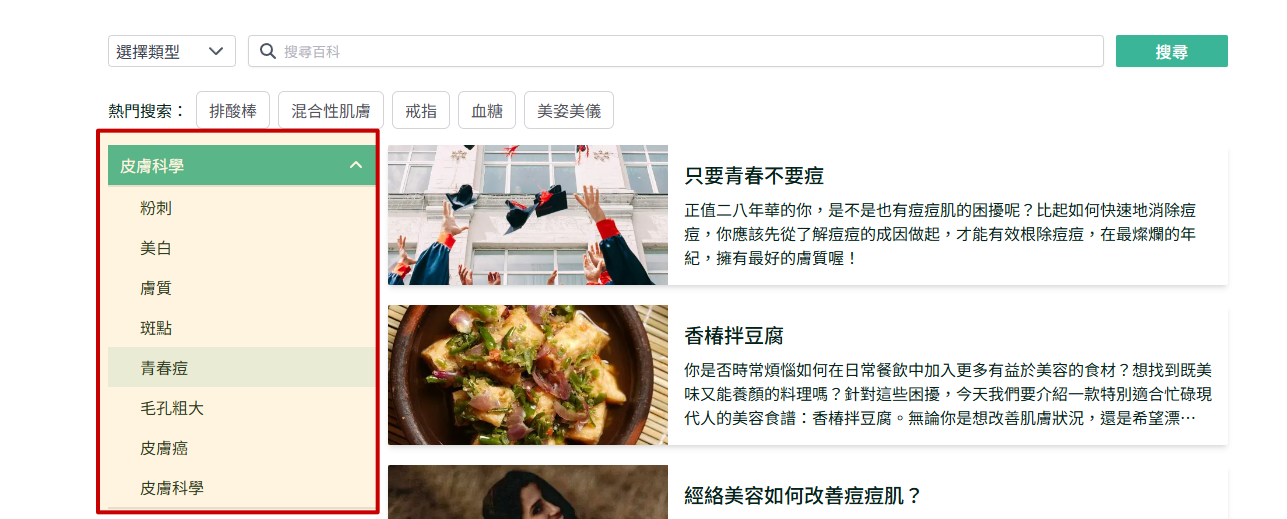 選擇類型
搜尋百科
搜尋
熱門搜索：
排酸棒
混合性肌膚
戒指
血糖
美姿美儀
皮膚科學
粉刺
美白
膚質
斑點
青春痘
毛孔粗大
皮膚癌
皮膚科學
只要青春不要痘
正值二八年華的你，是不是也有痘痘肌的困擾呢？比起如何快速地消除痘
痘，你應該先從了解痘痘的成因做起，才能有效根除痘痘，在最燦爛的年
紀，擁有最好的膚質喔！
香椿拌豆腐
你是否時常煩惱如何在日常餐飲中加入更多有益於美容的食材？想找到既美
味又能養顏的料理嗎？針對這些困擾，今天我們要介紹一款特別適合忙碌現
代人的美容食譜：香椿拌豆腐。無論你是想改善肌膚狀況，還是希望漂…
經絡美容如何改善痘痘肌？